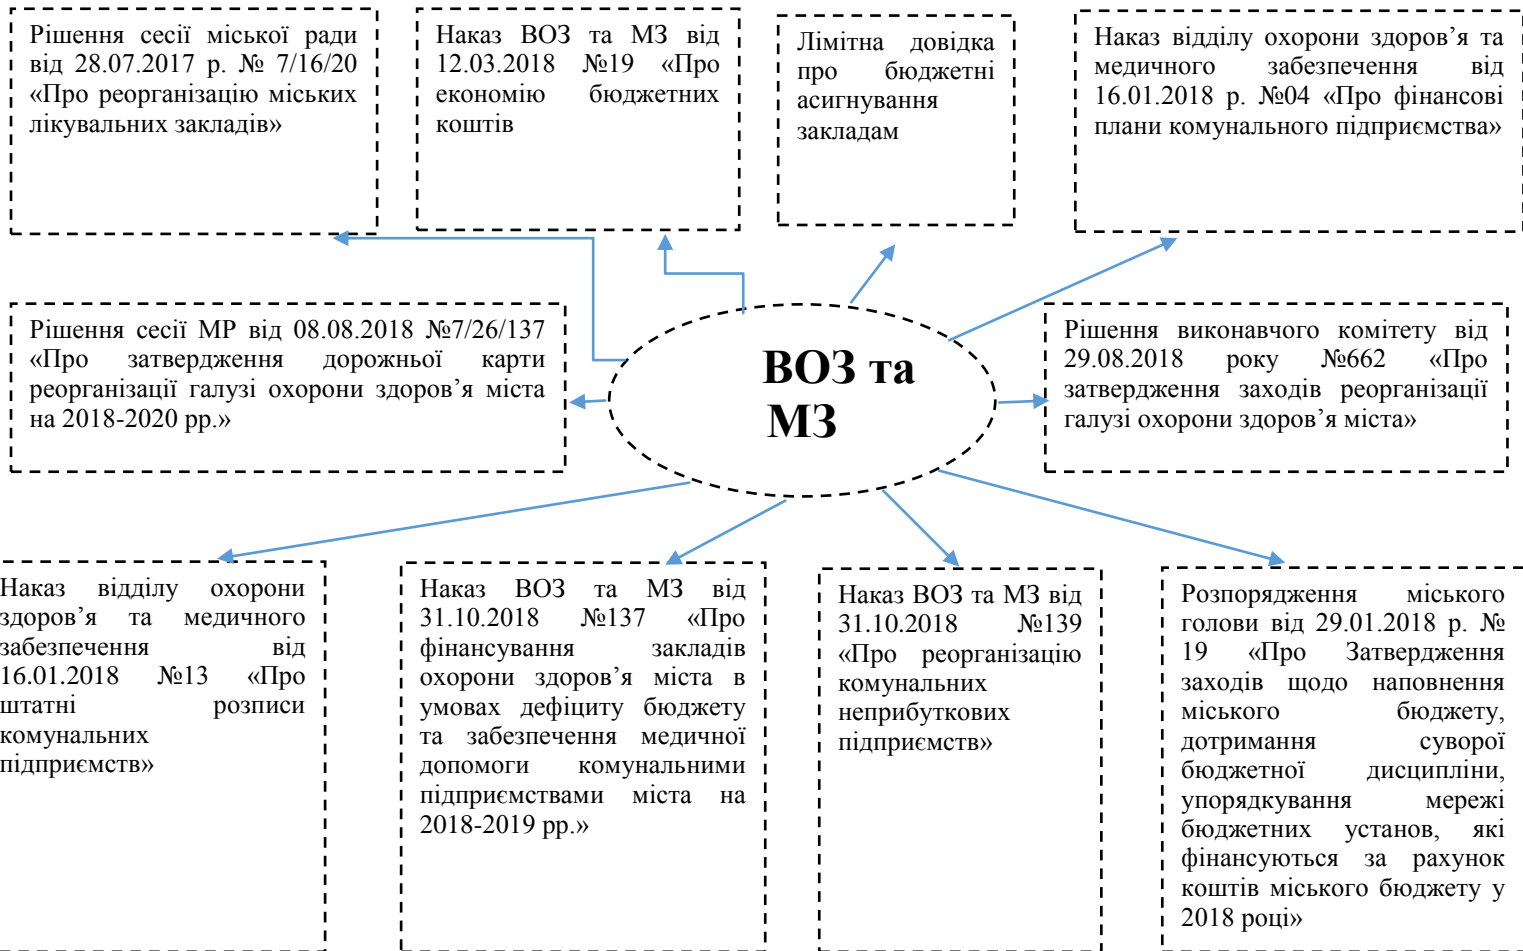 Рішення сесії міської ради
від 28.07.2017 р. № 7/16/20
«Про реорганізацію міських
лікувальних закладів»
Наказ ВОЗ та МЗ від
12.03.2018 №19 «Про
економію бюджетних
коштів
Лімітна довідка
про бюджетні
асигнування
закладам
Наказ відділу охорони здоров’я та
медичного забезпечення від
16.01.2018 р. №04 «Про фінансові
плани комунального підприємства»
Рішення сесії МР від 08.08.2018 №7/26/137
«Про затвердження дорожньої карти
реорганізації галузі охорони здоров’я міста
на 2018-2020 рр.»
ВОЗ та
МЗ
Рішення виконавчого комітету від
29.08.2018 року №662 «Про
затвердження заходів реорганізації
галузі охорони здоров’я міста»
Наказ відділу охорони
здоров’я та медичного
забезпечення від
16.01.2018 №13 «Про
штатні розписи
комунальних
підприємств»
Наказ ВОЗ та МЗ від
31.10.2018 №137 «Про
фінансування закладів
охорони здоров’я міста в
умовах дефіциту бюджету
та забезпечення медичної
допомоги комунальними
підприємствами міста на
2018-2019 рр.»
Наказ ВОЗ та МЗ від
31.10.2018 №139
«Про реорганізацію
комунальних
неприбуткових
підприємств»
Розпорядження міського
голови від 29.01.2018 р. №
19 «Про Затвердження
заходів щодо наповнення
міського бюджету,
дотримання суворої
бюджетної дисципліни,
упорядкування мережі
бюджетних установ, які
фінансуються за рахунок
коштів міського бюджету у
2018 році»